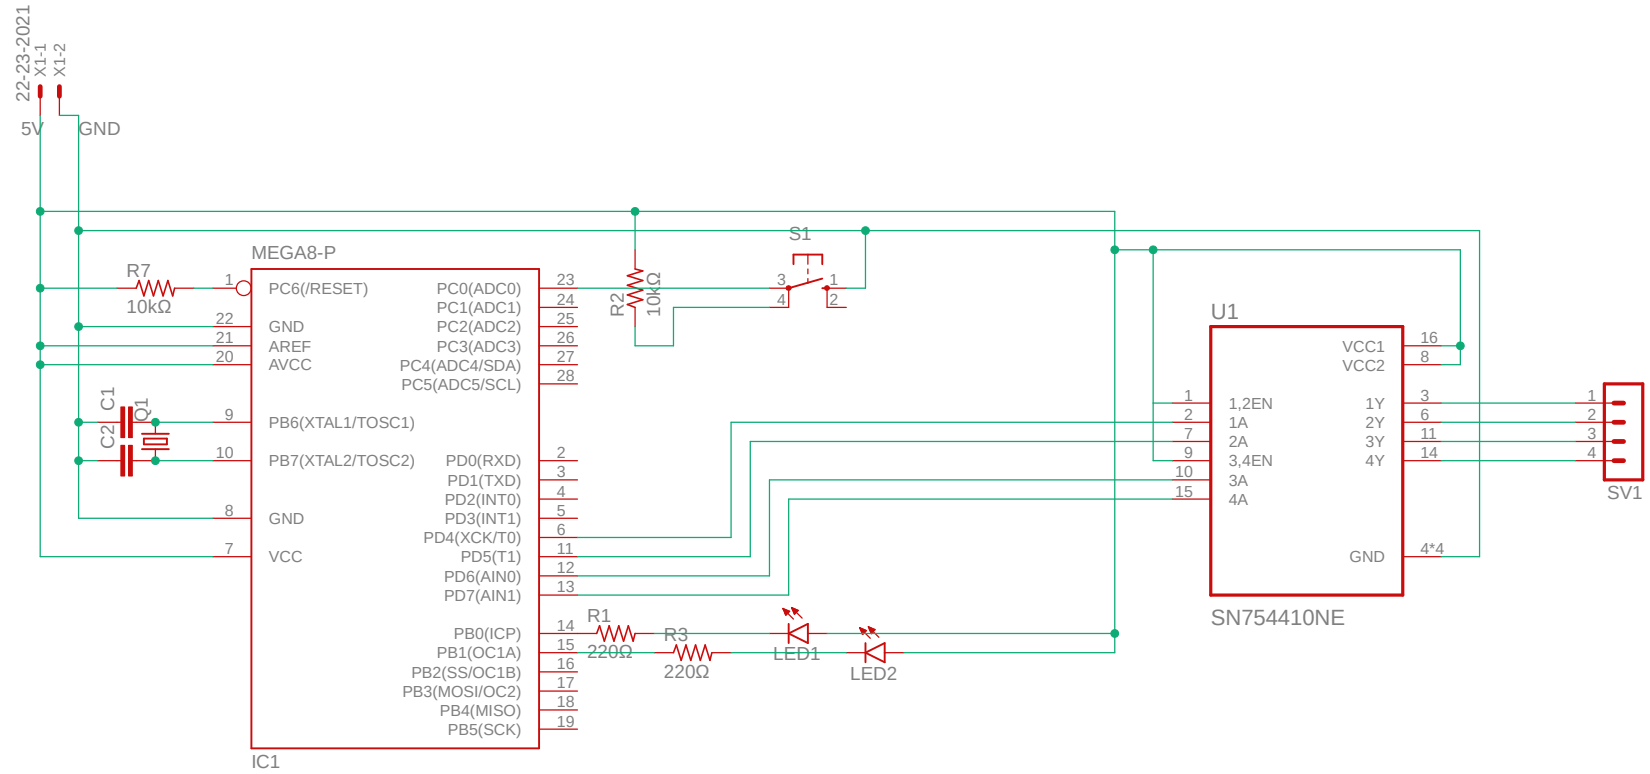 22-23-2021
X1-1
X1-2
5V
GND
MEGA8-P
R7
10kΩ
1
PC6(/RESET)
22
GND
21
AREF
20
AVCC
C1
C2
Q1
9
PB6(XTAL1/TOSC1)
10
PB7(XTAL2/TOSC2)
8
GND
7
VCC
PC0(ADC0)
23
PC1(ADC1)
24
PC2(ADC2)
25
PC3(ADC3)
26
PC4(ADC4/SDA)
27
PC5(ADC5/SCL)
28
PD0(RXD)
2
PD1(TXD)
3
PD2(INT0)
4
PD3(INT1)
5
PD4(XCK/T0)
6
PD5(T1)
11
PD6(AIN0)
12
PD7(AIN1)
13
PB0(ICP)
14
PB1(OC1A)
15
PB2(SS/OC1B)
16
PB3(MOSI/OC2)
17
PB4(MISO)
18
PB5(SCK)
19
IC1
R2
10kΩ
S1
3
4
1
2
R1
220Ω
R3
220Ω
LED1
LED2
U1
VCC1
16
VCC2
8
1
1,2EN
2
1A
7
2A
9
3,4EN
10
3A
15
4A
1Y
3
2Y
6
3Y
11
4Y
14
GND
4*4
SN754410NE
1
2
3
4
SV1